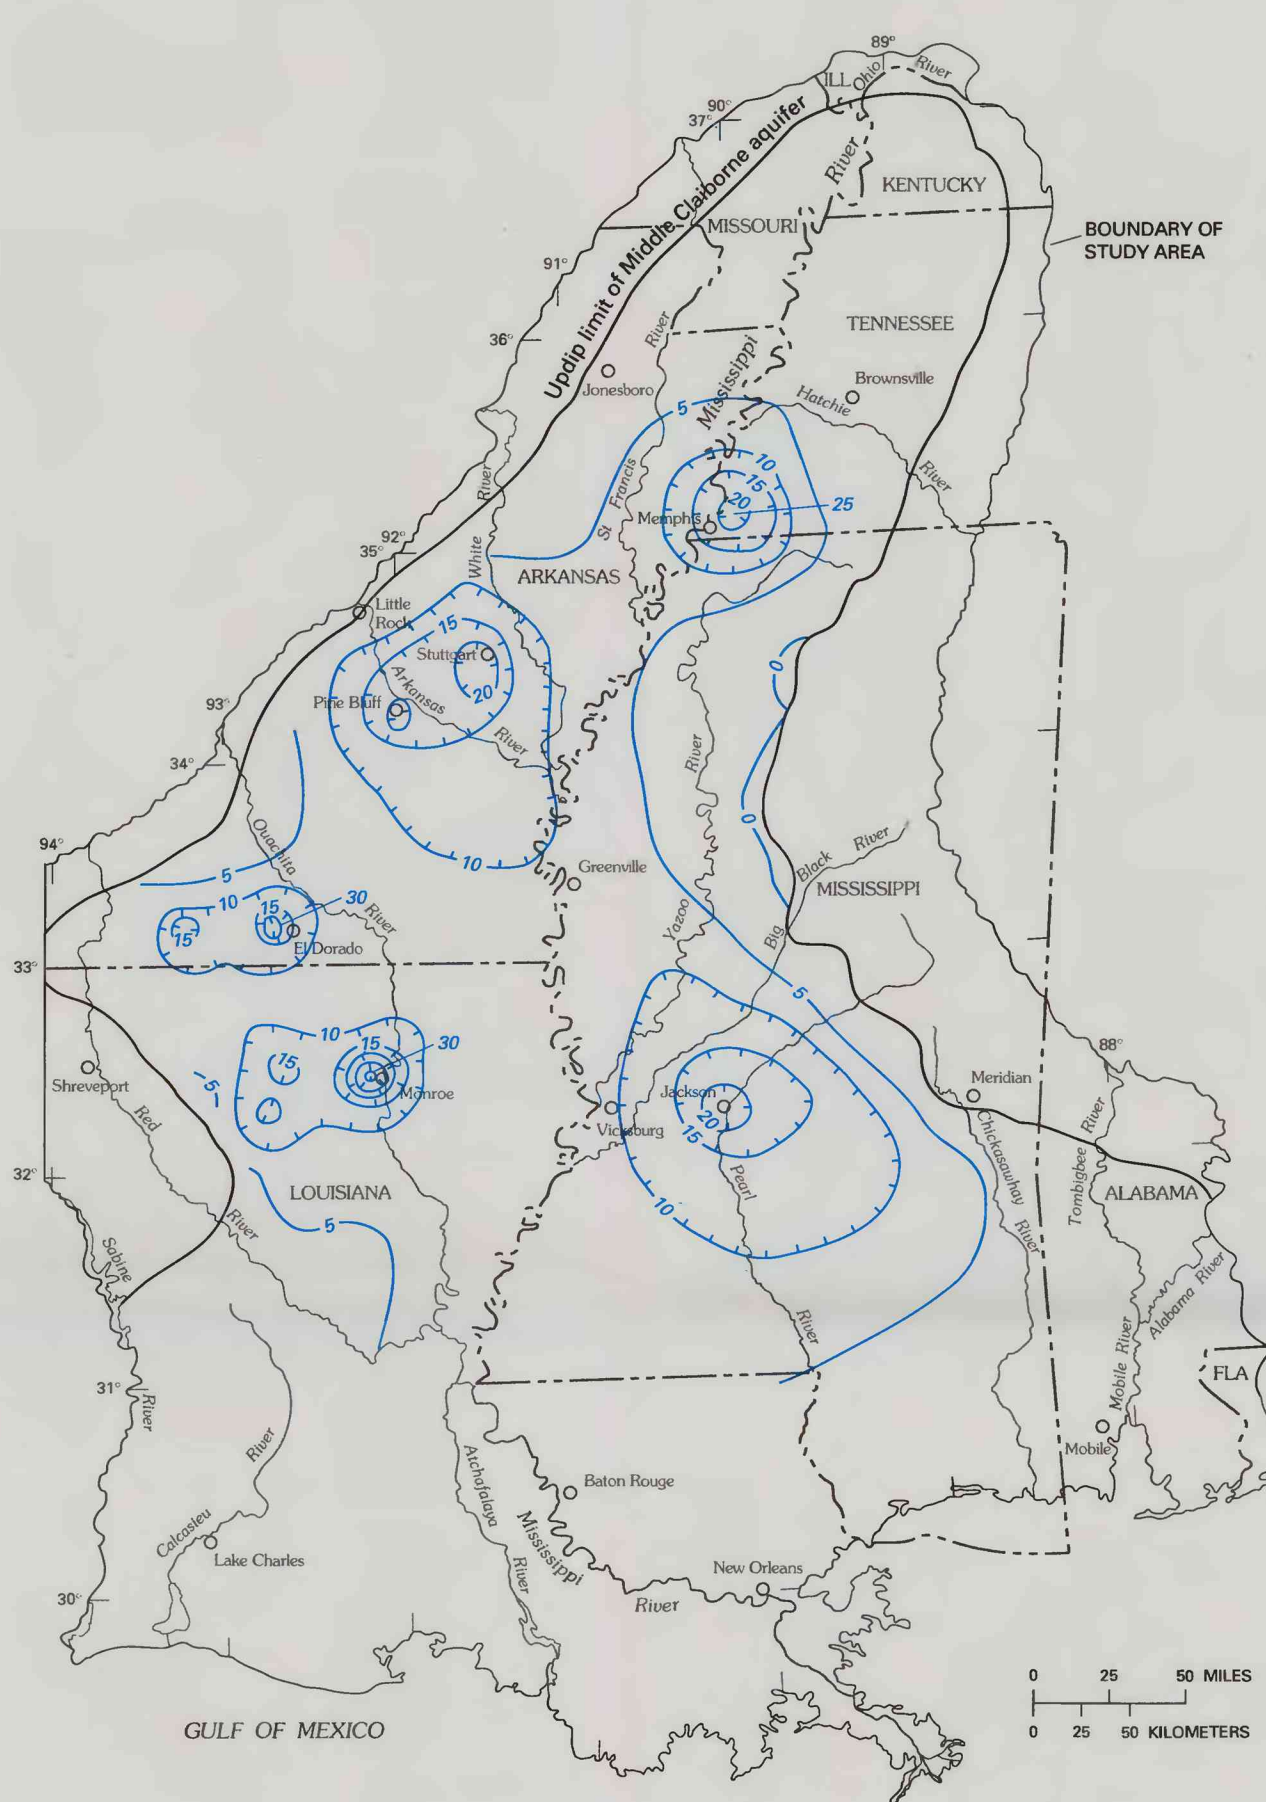 89°
ILL
Ohio
River
90°
37°
Updip limit of Middle Claiborne aquifer
River
KENTUCKY
MISSOURI
BOUNDARY OF
STUDY AREA
91°
36°
River
TENNESSEE
Mississippi
Jonesboro
Brownsville
Hatchie
River
5
10
15
20
25
Memphis
St Francis
River
White
92°
35°
ARKANSAS
Little
Rock
15
Stuttgart
20
Arkansas
River
Pine Bluff
93°
34°
0
River
0
10
Ouachita
River
94°
5
Greenville
Black River
MISSISSIPPI
10
15
30
15
El Dorado
Yazoo
Big
33°
5
10
15
15
30
5
Monroe
Shreveport
Red
River
88°
Meridian
Jackson
20
15
Vicksburg
Chickasawhay
River
Tombigbee River
ALABAMA
32°
LOUISIANA
5
Pearl
River
10
Sabine
River
Alabama River
Mobile River
FLA
31°
River
Calcasieu
Atchafalaya
River
Mobile
Baton Rouge
Mississippi
River
Lake Charles
New Orleans
30°
GULF OF MEXICO
0 25 50 MILES
0 25 50 KILOMETERS